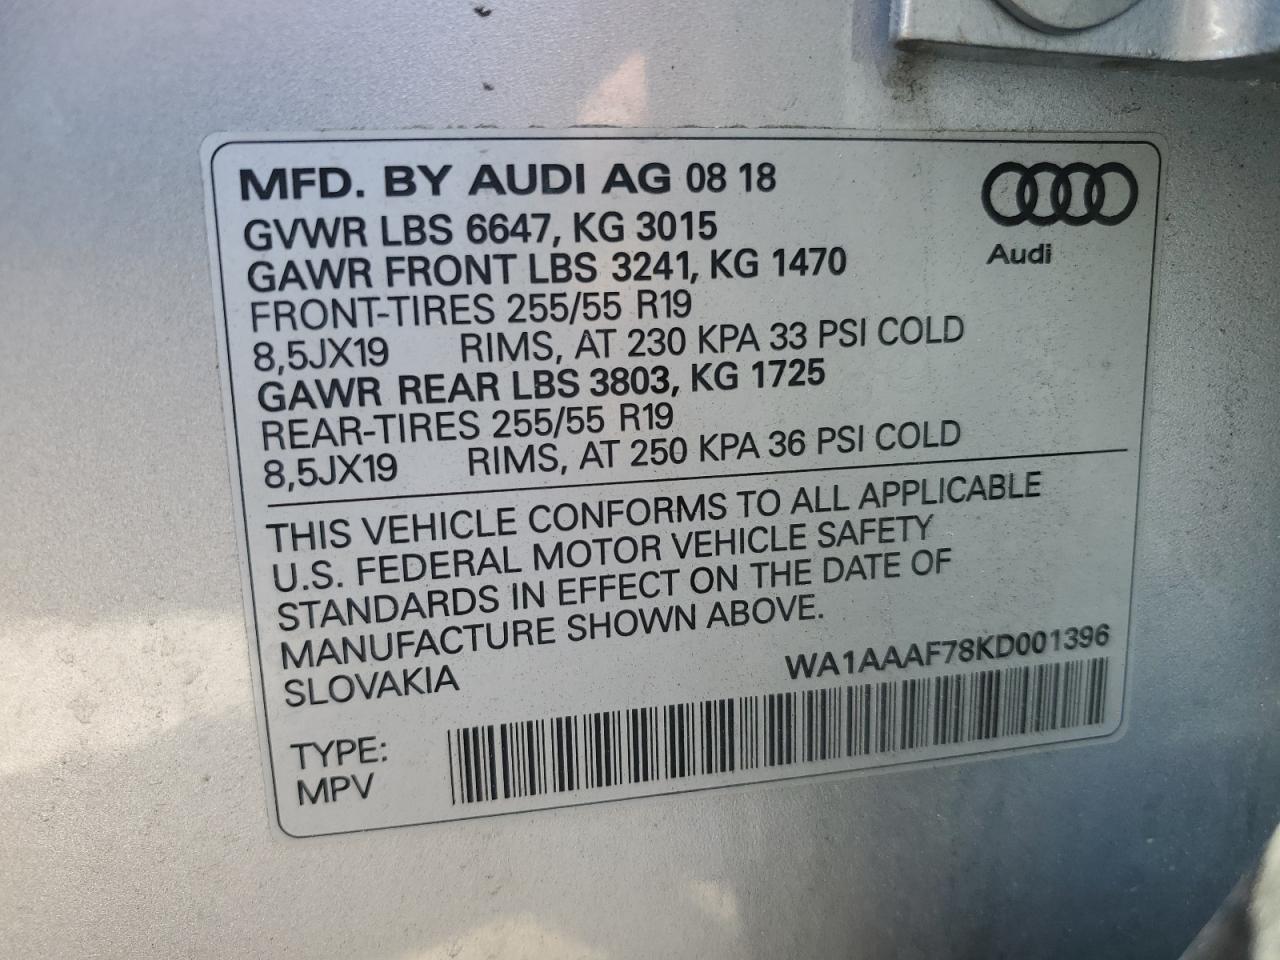 MFD. BY AUDI AG 08 18
Audi
GVWR LBS 6647, KG 3015
GAWR FRONT LBS 3241, KG 1470
FRONT-TIRES 255/55 R19
8,5JX19 RIMS, AT 230 KPA 33 PSI COLD
GAWR REAR LBS 3803, KG 1725
REAR-TIRES 255/55 R19
8,5JX19 RIMS, AT 250 KPA 36 PSI COLD
THIS VEHICLE CONFORMS TO ALL APPLICABLE
U.S. FEDERAL MOTOR VEHICLE SAFETY
STANDARDS IN EFFECT ON THE DATE OF
MANUFACTURE SHOWN ABOVE.
SLOVAKIA
WA1AAAF78KD001396
TYPE:
MPV